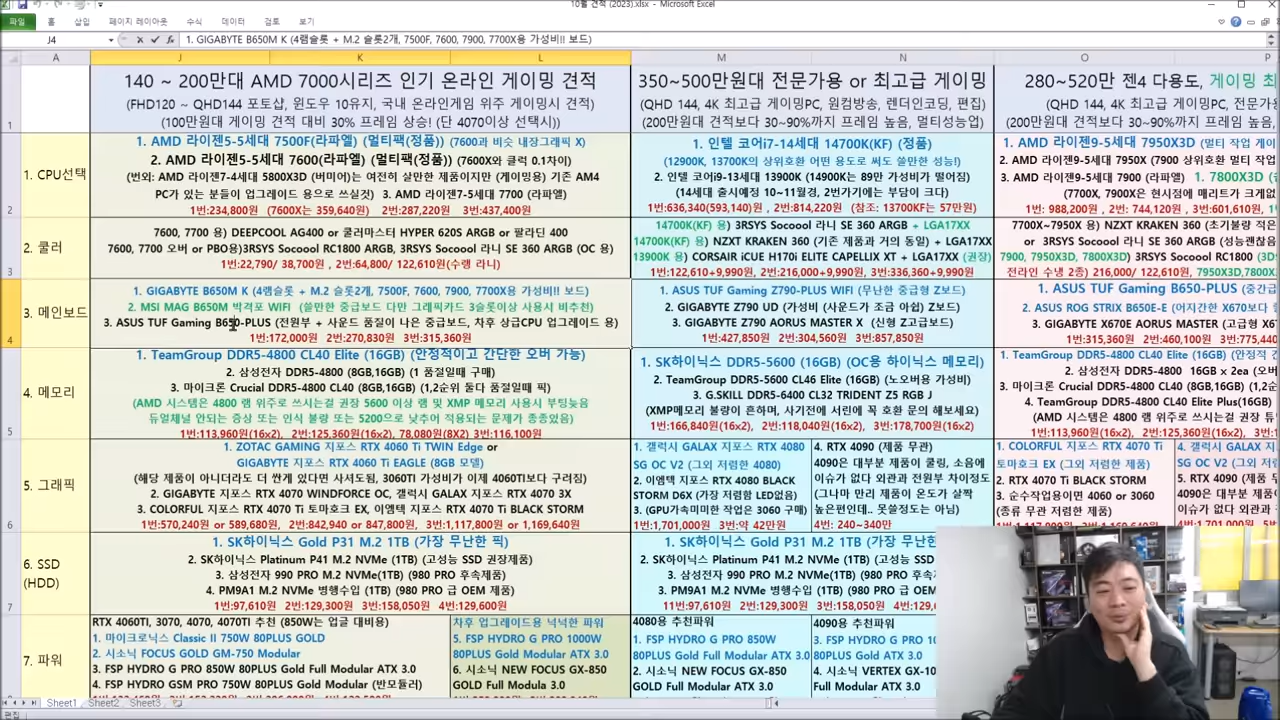 10월 견적 (2023).xlsx - Microsoft Excel
파일 홈 삽입 페이지 레이아웃 수식 데이터 검토 보기
J4 fx 1. GIGABYTE B650M K (4램슬롯 + M.2 슬롯2개, 7500F, 7600, 7900, 7700X용 가성비!! 보드)
A J K L M N O P
1
140 ~ 200만대 AMD 7000시리즈 인기 온라인 게이밍 견적
(FHD120 ~ QHD144 포토샵, 윈도우 10유지, 국내 온라인게임 위주 게이밍시 견적)
(100만원대 게이밍 견적 대비 30% 프레임 상승! (단 4070이상 선택시))
350~500만원대 전문가용 or 최고급 게이밍
(QHD 144, 4K 최고급 게이밍PC, 원컴방송, 렌더인코딩, 편집)
(200만원대 견적보다 30~90%까지 프레임 높음, 멀티성능업)
280~520만 젠4 다용도, 게이밍 최
(QHD 144, 4K 최고급 게이밍PC, 전문가용
(200만원대 견적보다 30~90%까지 프레임 높
2
1. CPU선택
1. AMD 라이젠5-5세대 7500F(라파엘) (멀티팩(정품)) (7600과 비슷 내장그래픽 X)
2. AMD 라이젠5-5세대 7600(라파엘) (멀티팩(정품)) (7600X와 클럭 0.1차이)
(번외: AMD 라이젠7-4세대 5800X3D (버미어)는 여전히 살만한 제품이지만 (게이밍용) 기존 AM4
PC가 있는 분들이 업그레이드 용으로 쓰실것) 3. AMD 라이젠7-5세대 7700 (라파엘)
1번:234,800원 (7600X는 359,640원) 2번:287,220원 3번:437,400원
1. 인텔 코어i7-14세대 14700K(KF) (정품)
(12900K, 13700K의 상위호환 어떤 용도로 써도 쓸만한 성능!)
2. 인텔 코어i9-13세대 13900K (14900K는 89만 가성비가 떨어짐)
(14세대 출시예정 10~11월경, 2번가기에는 부담이 크다)
1번:636,340(593,140)원 , 2번:814,220원 (참조: 13700KF는 57만원)
1. AMD 라이젠9-5세대 7950X3D (멀티 게이밍
2. AMD 라이젠9-5세대 7950X (7900 상위호환 멀티 작업
3. AMD 라이젠9-5세대 7900 (라파엘) 1. 7800X3D (
(7700X, 7900X은 현시점에 매리트가 크게없
1번: 988,200원, 2번: 744,120원, 3번:601,610원, 1
3
2. 쿨러
7600, 7700 용) DEEPCOOL AG400 or 쿨러마스터 HYPER 620S ARGB or 팔라딘 400
7600, 7700 오버 or PBO용)3RSYS Socoool RC1800 ARGB, 3RSYS Socoool 라니 SE 360 ARGB (OC 용)
1번:22,790/ 38,700원 , 2번:64,800/ 122,610원(수랭 라니)
14700K(KF) 용) 3RSYS Socoool 라니 SE 360 ARGB + LGA17XX
14700K(KF) 용) NZXT KRAKEN 360 (기존 제품과 거의 동일) + LGA17XX
13900K 용) CORSAIR iCUE H170i ELITE CAPELLIX XT + LGA17XX (권장)
1번:122,610+9,990원, 2번:216,000+9,990원, 3번:336,360+9,990원
7700X~7950X 용) NZXT KRAKEN 360 (초기불량 적은
or 3RSYS Socoool 라니 SE 360 ARGB (성능괜찮음
7900, 7950X3D, 7800X3D) 3RSYS Socoool RC1800 (3D
전라인 수냉 2종) 216,000/ 122,610원, 7950X3D,7800X3D
4
3. 메인보드
1. GIGABYTE B650M K (4램슬롯 + M.2 슬롯2개, 7500F, 7600, 7900, 7700X용 가성비!! 보드)
2. MSI MAG B650M 박격포 WIFI (쓸만한 중급보드 다만 그래픽카드 3슬롯이상 사용시 비추천)
3. ASUS TUF Gaming B650-PLUS (전원부 + 사운드 품질이 나은 중급보드, 차후 상급CPU 업그레이드 용)
1번:172,000원 2번:270,830원 3번:315,360원
1. ASUS TUF Gaming Z790-PLUS WIFI (무난한 중급형 Z보드)
2. GIGABYTE Z790 UD (가성비 (사운드가 조금 아쉽) Z보드)
3. GIGABYTE Z790 AORUS MASTER X (신형 Z고급보드)
1번:427,850원 2번:304,560원 3번:857,850원
1. ASUS TUF Gaming B650-PLUS (중간급
2. ASUS ROG STRIX B650E-E (어지간한 X670보다
3. GIGABYTE X670E AORUS MASTER (고급형 X6
1번:315,360원 2번:610,200원 3번:775,440
5
4. 메모리
1. TeamGroup DDR5-4800 CL40 Elite (16GB) (안정적이고 간단한 오버 가능)
2. 삼성전자 DDR5-4800 (8GB,16GB) (1 품절일때 구매)
3. 마이크론 Crucial DDR5-4800 CL40 (8GB,16GB) (1,2순위 둘다 품절일때 픽)
(AMD 시스템은 4800 램 위주로 쓰시는걸 권장 5600 이상 램 및 XMP 메모리 사용시 부팅늦음
듀얼채널 안되는 증상 또는 인식 불량 또는 5200으로 낮추어 적용되는 문제가 종종있음)
1번:113,960원(16x2), 2번:125,360원(16x2), 78,080원(8X2) 3번:116,100원
1. SK하이닉스 DDR5-5600 (16GB) (OC용 하이닉스 메모리)
2. TeamGroup DDR5-5600 CL46 Elite (16GB) (노오버용 가성비)
3. G.SKILL DDR5-6400 CL32 TRIDENT Z5 RGB J
(XMP메모리 불량이 흔하며, 사기전에 서린에 꼭 호환 문의 해보세요)
1번:166,840원(16x2), 2번:118,040원(16x2), 3번:178,700원(16x2)
1. TeamGroup DDR5-4800 CL40 Elite (16GB) (안정적 간
2. 삼성전자 DDR5-4800 16GB x 2ea (오버
3. 마이크론 Crucial DDR5-4800 CL40 (16GB) (1,2순위
4. TeamGroup DDR5-5600 CL46 Elite Plus(16GB)
(AMD 시스템은 4800 램 위주로 쓰시는걸 권장
1번:113,960원(16x2), 2번:125,360원(16x2), 3번
6
5. 그래픽
1. ZOTAC GAMING 지포스 RTX 4060 Ti TWIN Edge or
GIGABYTE 지포스 RTX 4060 Ti EAGLE (8GB 모델)
(해당 제품이 아니더라도 더 싼게 있다면 사셔도됨, 3060TI 가성비가 이제 4060TI보다 구려짐)
2. GIGABYTE 지포스 RTX 4070 WINDFORCE OC, 갤럭시 GALAX 지포스 RTX 4070 3X
3. COLORFUL 지포스 RTX 4070 Ti 토마호크 EX, 이엠텍 지포스 RTX 4070 Ti BLACK STORM
1번:570,240원 or 589,680원, 2번:842,940 or 847,800원, 3번:1,117,800원 or 1,169,640원
1. 갤럭시 GALAX 지포스 RTX 4080
SG OC V2 (그외 저렴한 4080)
2. 이엠텍 지포스 RTX 4080 BLACK
STORM D6X (가장 저렴함 LED없음)
3. (GPU가속미미한 작업은 3060 구매)
1번:1,701,000원 3번:약 42만원
4. RTX 4090 (제품 무관)
4090은 대부분 제품이 쿨링, 소음에
이슈가 없다 외관과 전원부 차이정도
(그나마 만리 제품이 온도가 살짝
높은편인데.. 못쓸정도는 아님)
4번: 240~340만
1. COLORFUL 지포스 RTX 4070 Ti
토마호크 EX (그외 저렴한 제품)
2. 이엠텍 지포스 RTX 4070 Ti BLACK STORM
3. 순수작업용이면 4060 or 3060
(종류 무관 저렴한 제품)
4. 갤럭시 GALAX
SG OC V2 (그외
5. RTX 4090 (제품
4090은 대부분
이슈가 없다 외관
7
6. SSD
(HDD)
1. SK하이닉스 Gold P31 M.2 1TB (가장 무난한 픽)
2. SK하이닉스 Platinum P41 M.2 NVMe (1TB) (고성능 SSD 권장제품)
3. 삼성전자 990 PRO M.2 NVMe(1TB) (980 PRO 후속제품)
4. PM9A1 M.2 NVMe 병행수입 (1TB) (980 PRO 급 OEM 제품)
1번:97,610원 2번:129,300원 3번:158,050원 4번:129,600원
1. SK하이닉스 Gold P31 M.2 1TB (가장 무난한
2. SK하이닉스 Platinum P41 M.2 NVMe (1TB) (고성능
3. 삼성전자 990 PRO M.2 NVMe(1TB) (980 PRO 후속
4. PM9A1 M.2 NVMe 병행수입 (1TB) (980 PRO 급
11번:97,610원 2번:129,300원 3번:158,050원 4번:129
7. 파워
RTX 4060TI, 3070, 4070, 4070TI 추천 (850W는 업글 대비용)
1. 마이크로닉스 Classic II 750W 80PLUS GOLD
2. 시소닉 FOCUS GOLD GM-750 Modular
3. FSP HYDRO G PRO 850W 80PLUS Gold Full Modular ATX 3.0
4. FSP HYDRO GSM PRO 750W 80PLUS Gold Modular (반모듈러)
차후 업그레이드용 넉넉한 파워
5. FSP HYDRO G PRO 1000W
80PLUS Gold Full Modular ATX 3.0
6. 시소닉 NEW FOCUS GX-850
GOLD Full Modula 3.0
4080용 추천파워
1. FSP HYDRO G PRO 850W
80PLUS Gold Full Modular ATX 3.0
2. 시소닉 NEW FOCUS GX-850
GOLD Full Modular ATX 3.0
4090용 추천파워
3. FSP HYDRO G PRO 10
80PLUS Gold Full Modul
4. 시소닉 VERTEX GX-10
Full Modular ATX 3.0
Sheet1 Sheet2 Sheet3
편집